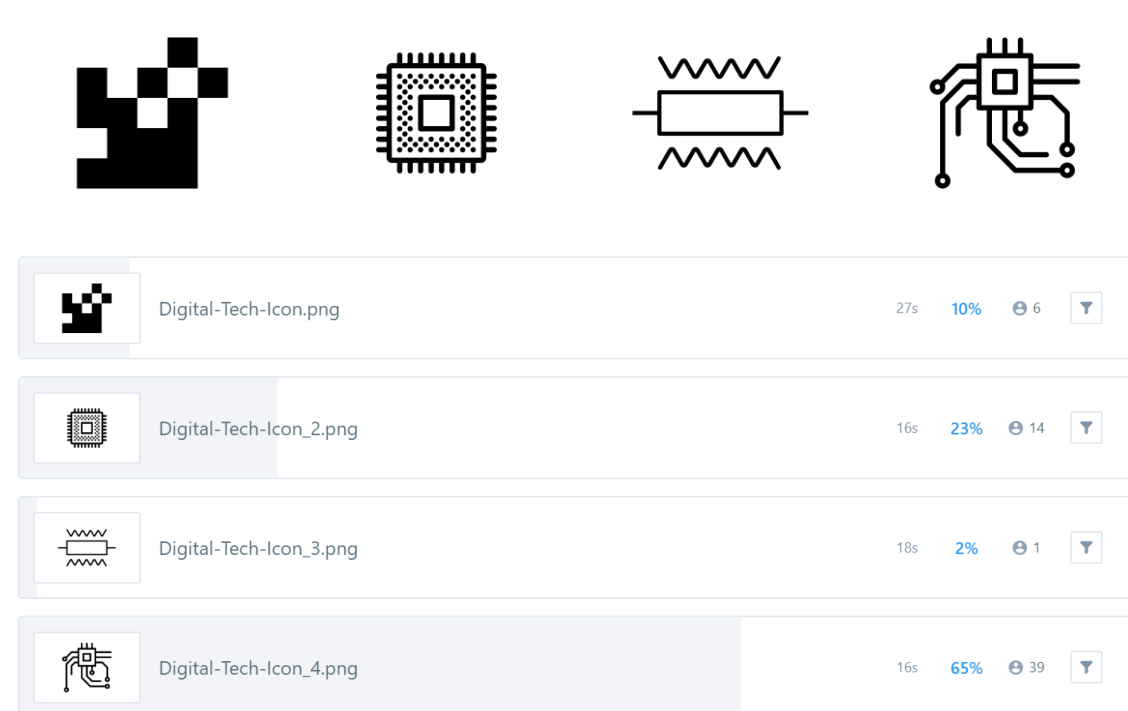 Digital-Tech-Icon.png 27s 10% 6
Digital-Tech-Icon_2.png 16s 23% 14
Digital-Tech-Icon_3.png 18s 2% 1
Digital-Tech-Icon_4.png 16s 65% 39